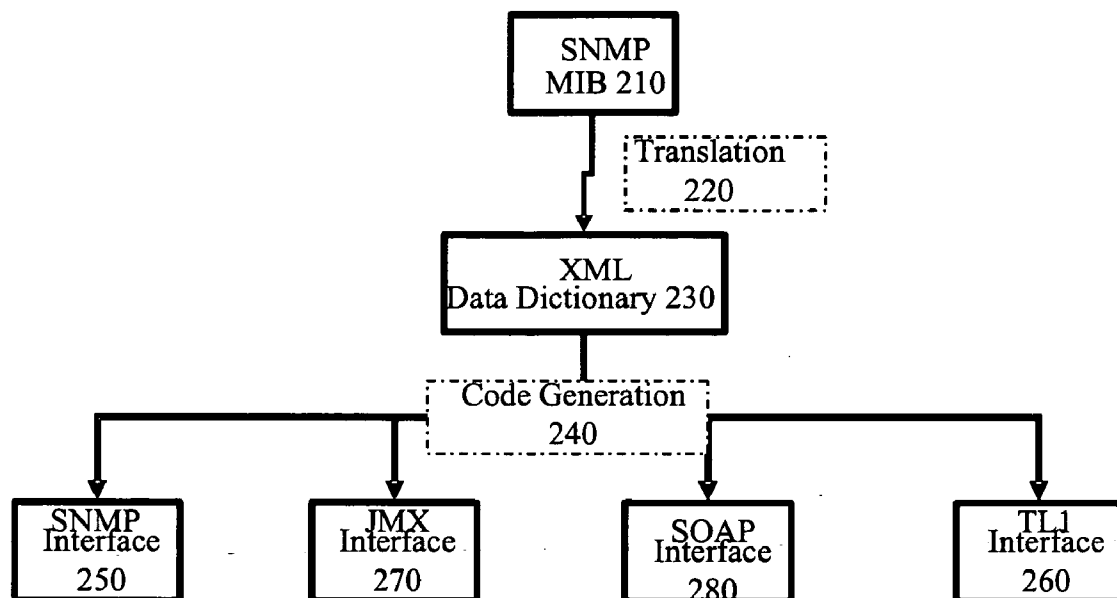 SNMP
MIB 210
Translation
220
XML
Data Dictionary 230
Code Generation
240
SNMP
Interface
250
JMX
Interface
270
SOAP
Interface
280
TL1
Interface
260